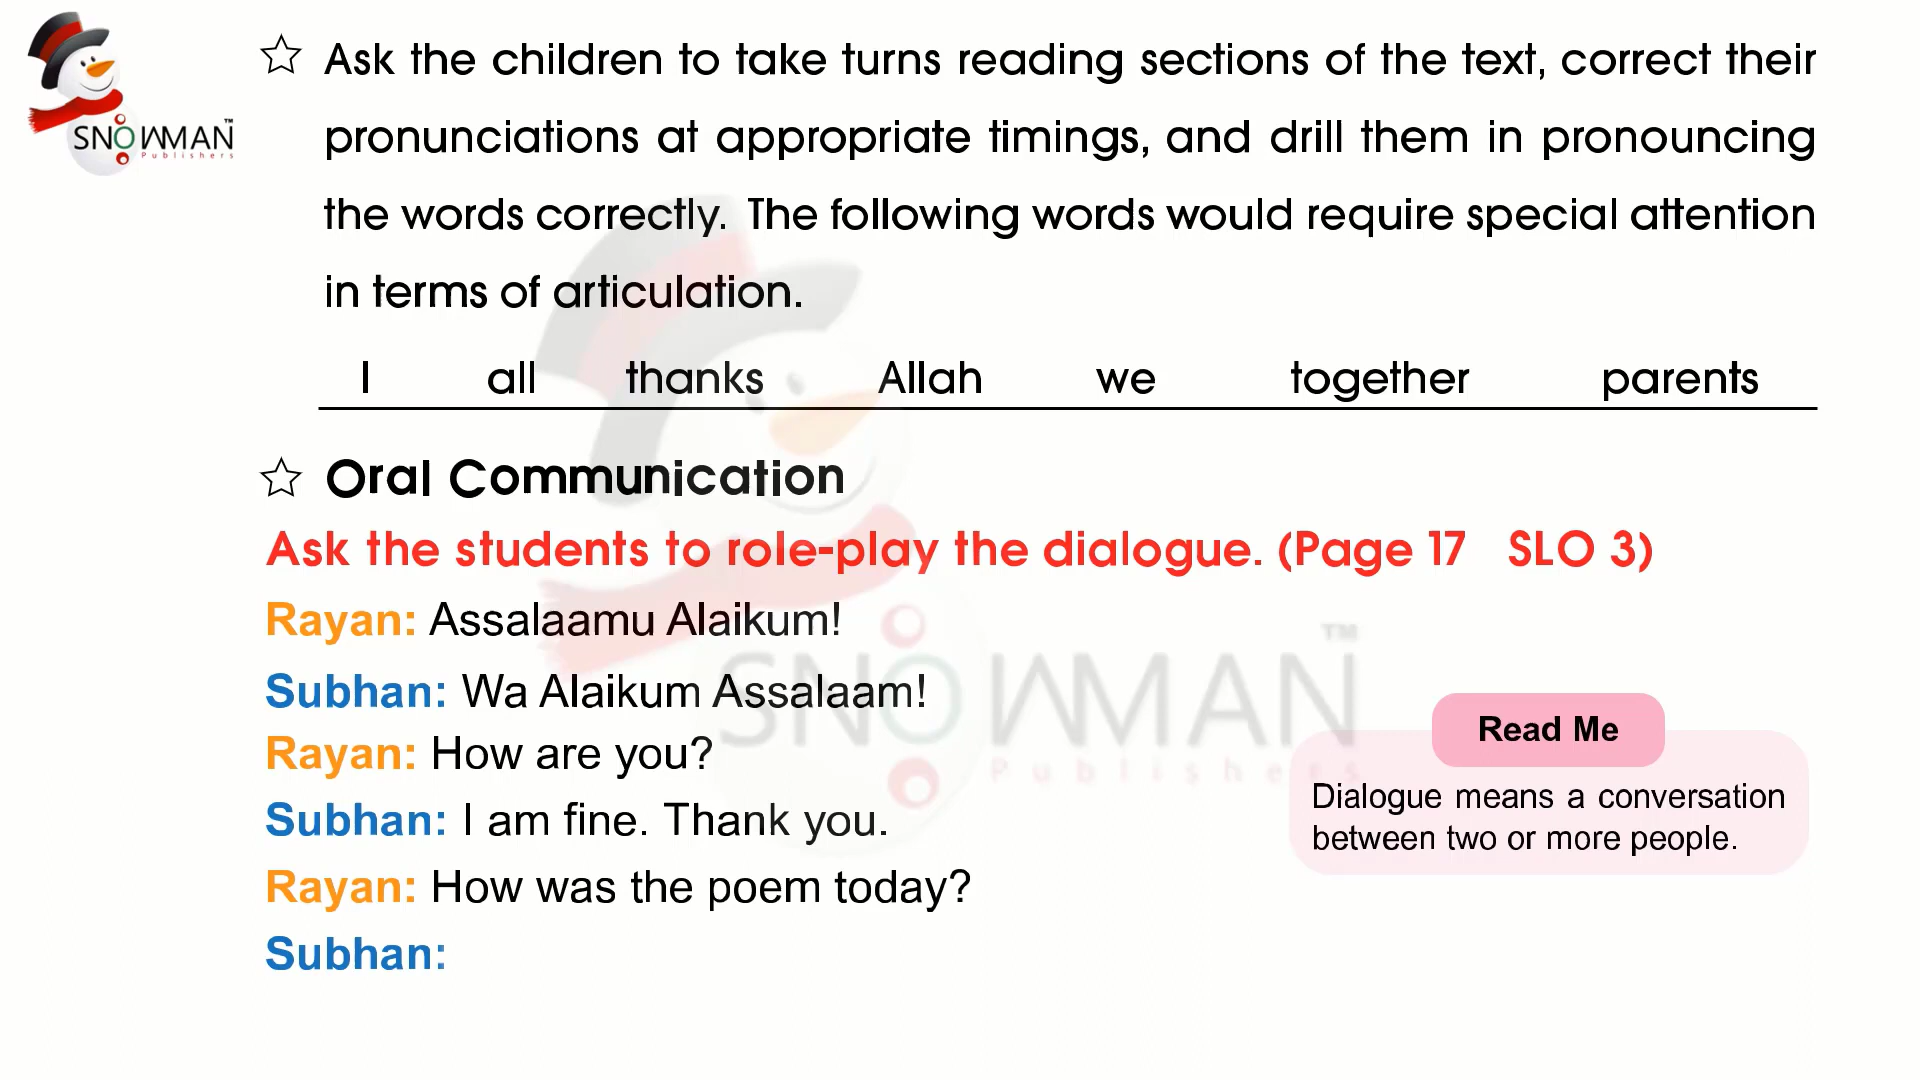 SNOWMAN™
Publishers
☆ Ask the children to take turns reading sections of the text, correct their
pronunciations at appropriate timings, and drill them in pronouncing
the words correctly. The following words would require special attention
in terms of articulation.
I all thanks Allah we together parents
☆ Oral Communication
Ask the students to role-play the dialogue. (Page 17 SLO 3)
Rayan: Assalaamu Alaikum!
Subhan: Wa Alaikum Assalaam!
Rayan: How are you?
Subhan: I am fine. Thank you.
Rayan: How was the poem today?
Subhan:
Read Me
Dialogue means a conversation
between two or more people.
SNOWMAN™
Publishers